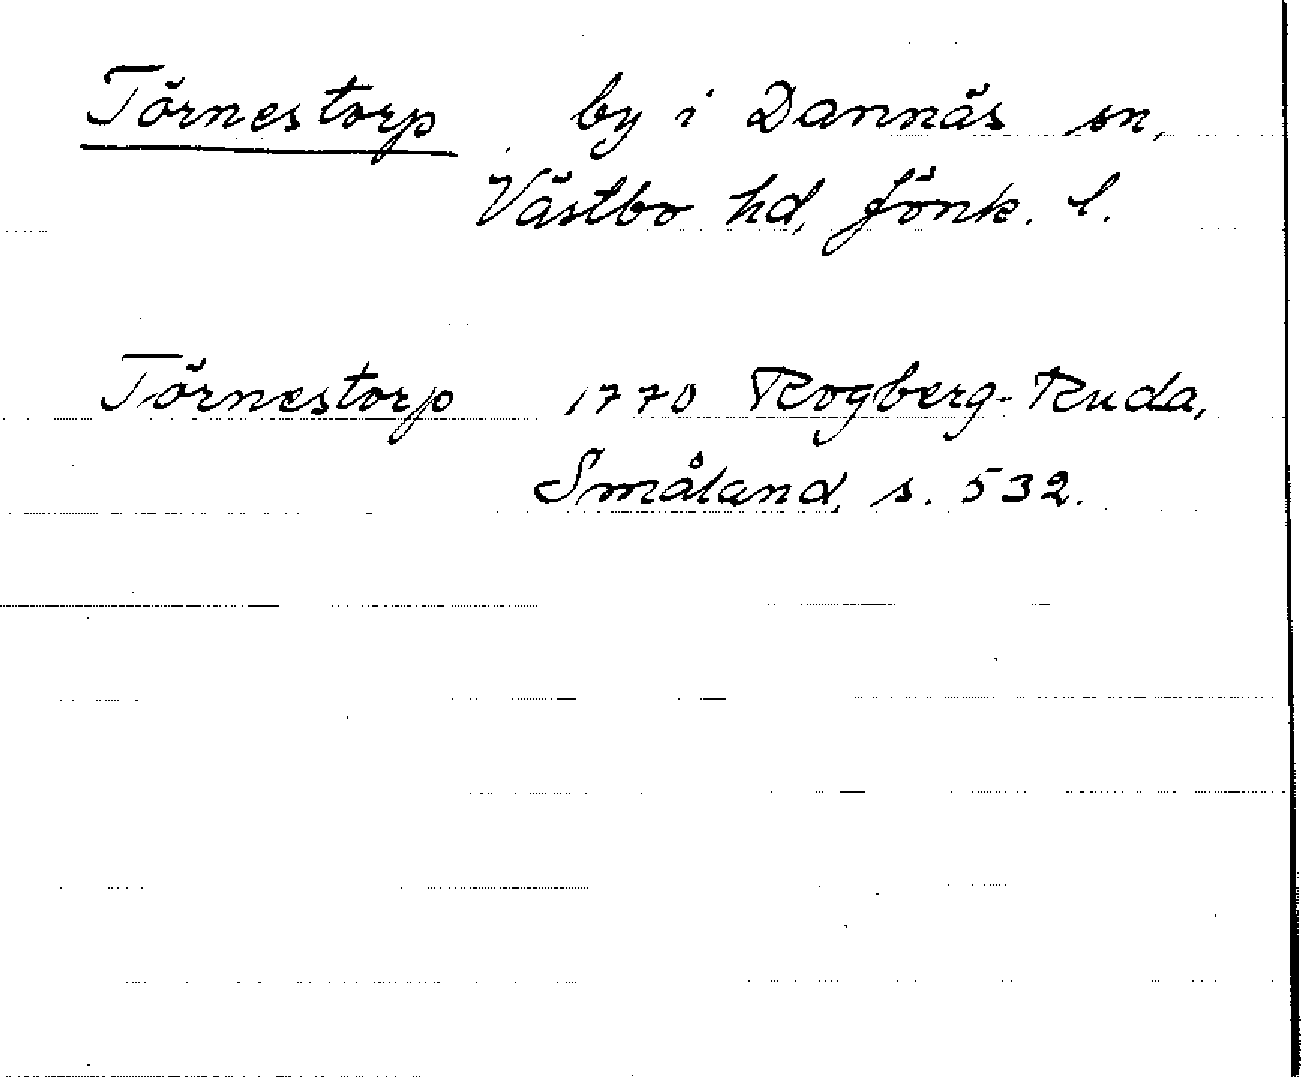 Törnestorp by i Dannäs sn,
Västbo hd, Jönk. l.
Törnestorp 1770 Rogberg-Ruda,
Småland, s. 532.